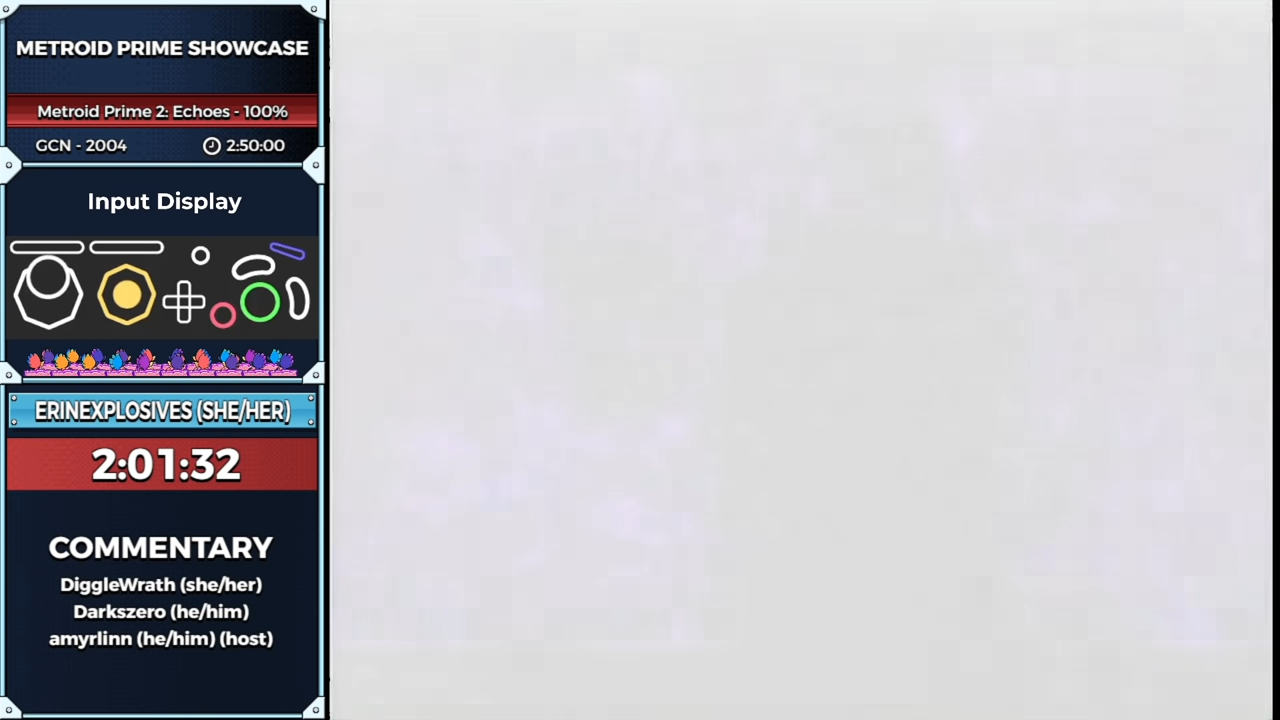 METROID PRIME SHOWCASE
Metroid Prime 2: Echoes - 100%
GCN - 2004
2:50:00
Input Display
ERINEXPLOSIVES (SHE/HER)
2:01:32
COMMENTARY
DiggleWrath (she/her)
Darkszero (he/him)
amyrlinn (he/him) (host)